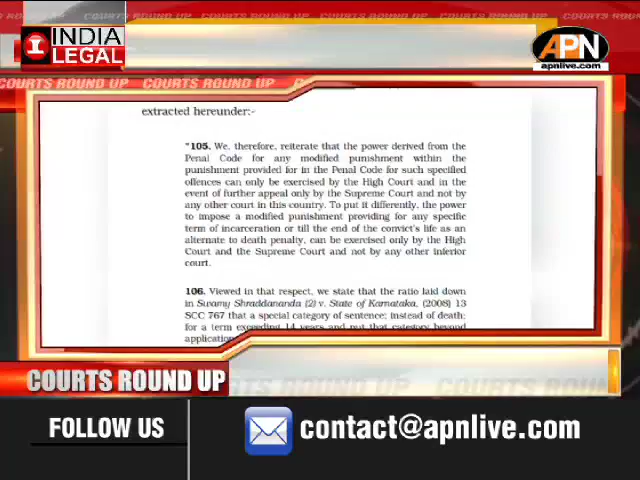 COURTS ROUND UP
INDIA
LEGAL
APN
apnlive.com
COURTS ROUND UP COURTS ROUND UP
extracted hereunder:-
"105. We, therefore, reiterate that the power derived from the
Penal Code for any modified punishment within the
punishment provided for in the Penal Code for such specified
offences can only be exercised by the High Court and in the
event of further appeal only by the Supreme Court and not by
any other court in this country. To put it differently, the power
to impose a modified punishment providing for any specific
term of incarceration or till the end of the convict's life as an
alternate to death penalty, can be exercised only by the High
Court and the Supreme Court and not by any other inferior
court.
106. Viewed in that respect, we state that the ratio laid down
in Swamy Shraddananda (2) v. State of Karnataka, (2008) 13
SCC 767 that a special category of sentence; instead of death;
for a term exceeding 14 years and put that category beyond
application
COURTS ROUND UP
FOLLOW US
contact@apnlive.com